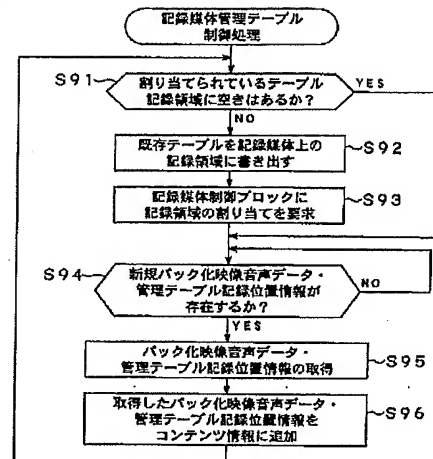 記録媒体管理テーブル
制御処理
S91
割り当てられているテーブル
記録領域に空きはあるか?
YES
NO
既存テーブルを記録媒体上の
記録領域に書き出す
S92
記録媒体制御ブロックに
記録領域の割り当てを要求
S93
S94
新規パック化映像音声データ・
管理テーブル記録位置情報が
存在するか?
NO
YES
パック化映像音声データ・
管理テーブル記録位置情報の取得
S95
取得したパック化映像音声データ・
管理テーブル記録位置情報を
コンテンツ情報に追加
S96